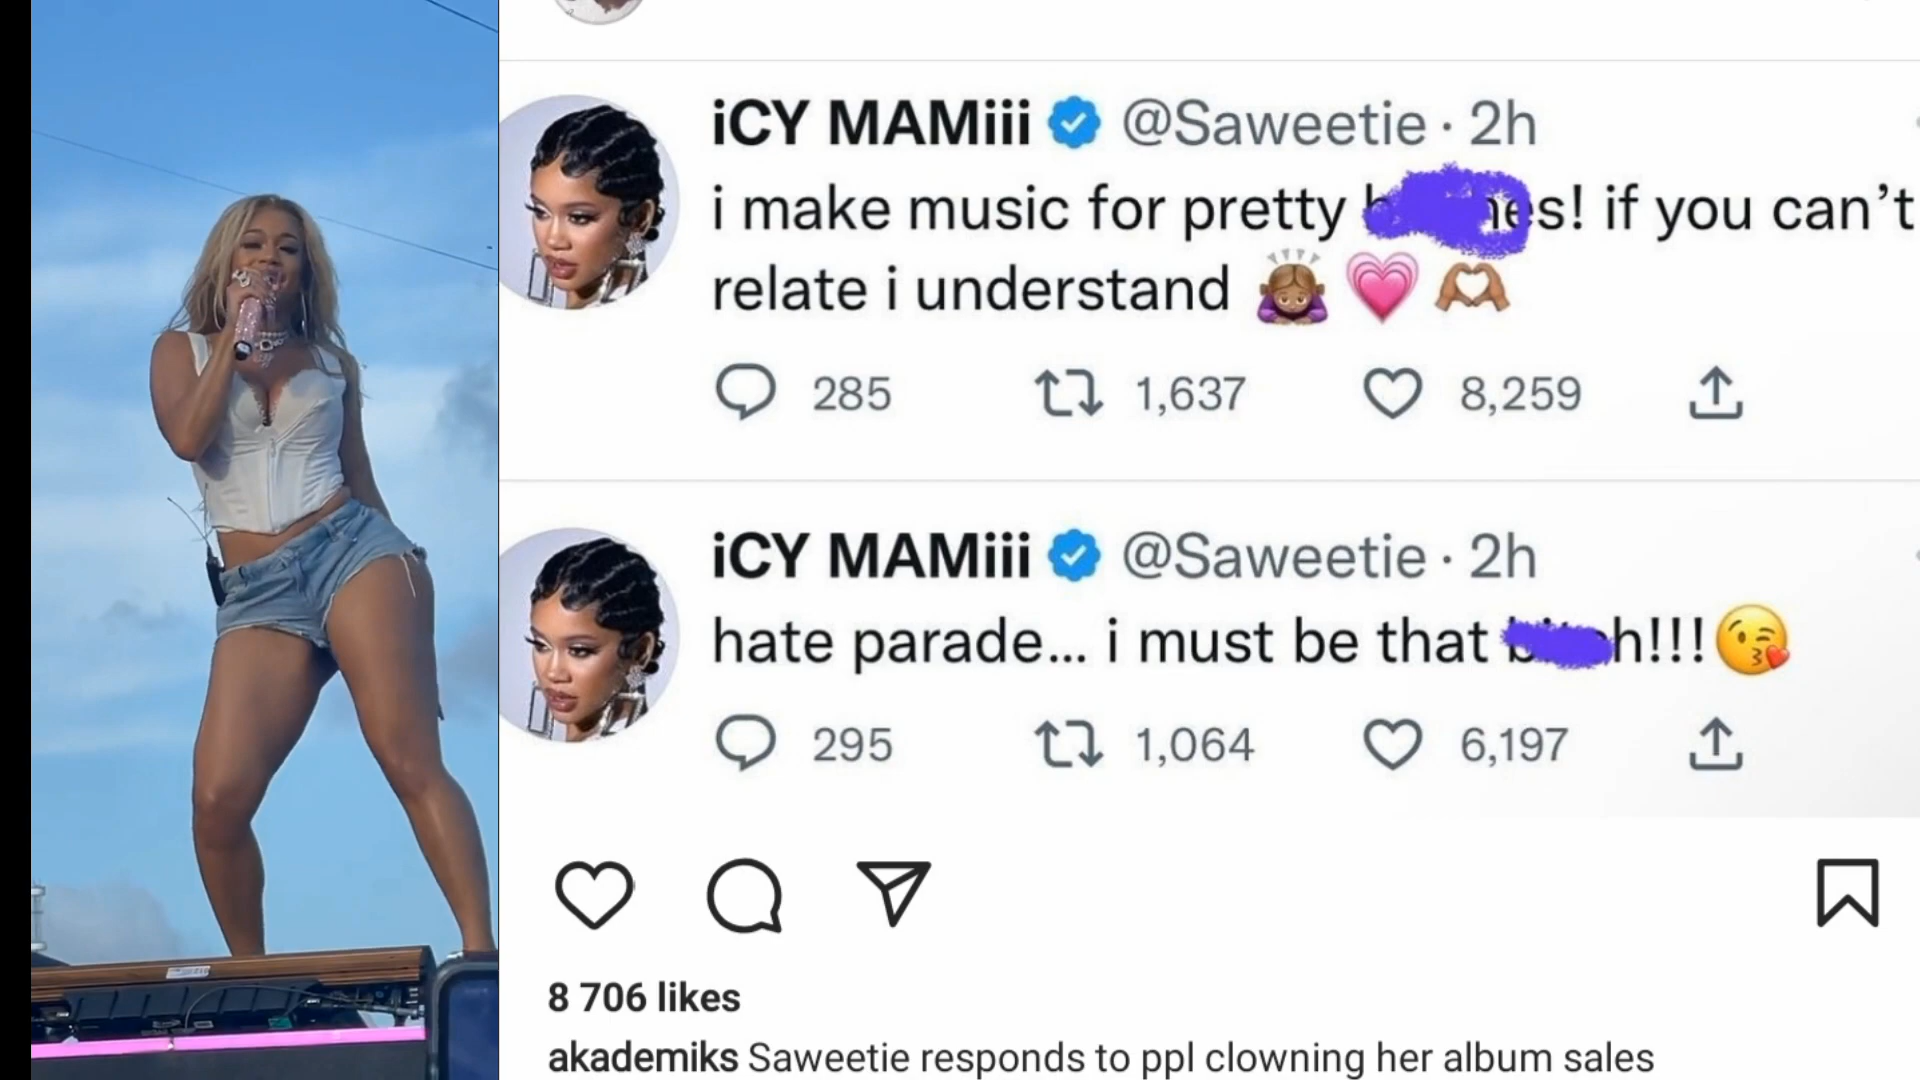 iCY MAMiii @Saweetie · 2h
i make music for pretty es! if you can't
relate i understand 🙇🏽‍♀️ 💗 🫶🏽
285 1,637 8,259
iCY MAMiii @Saweetie · 2h
hate parade... i must be that h!!!😘
295 1,064 6,197
8 706 likes
akademiks Saweetie responds to ppl clowning her album sales